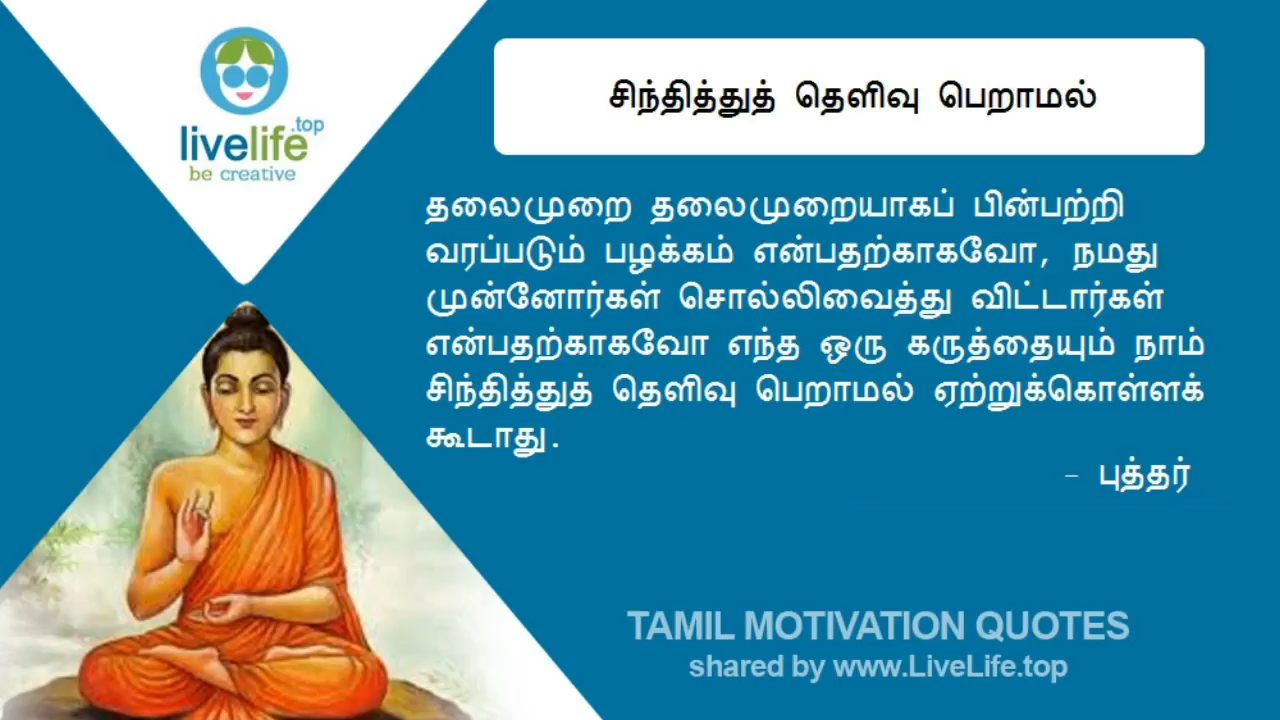 .top
livelife
be creative
சிந்தித்துத் தெளிவு பெறாமல்
தலைமுறை தலைமுறையாகப் பின்பற்றி
வரப்படும் பழக்கம் என்பதற்காகவோ, நமது
முன்னோர்கள் சொல்லிவைத்து விட்டார்கள்
என்பதற்காகவோ எந்த ஒரு கருத்தையும் நாம்
சிந்தித்துத் தெளிவு பெறாமல் ஏற்றுக்கொள்ளக்
கூடாது.
- புத்தர்
TAMIL MOTIVATION QUOTES
shared by www.LiveLife.top